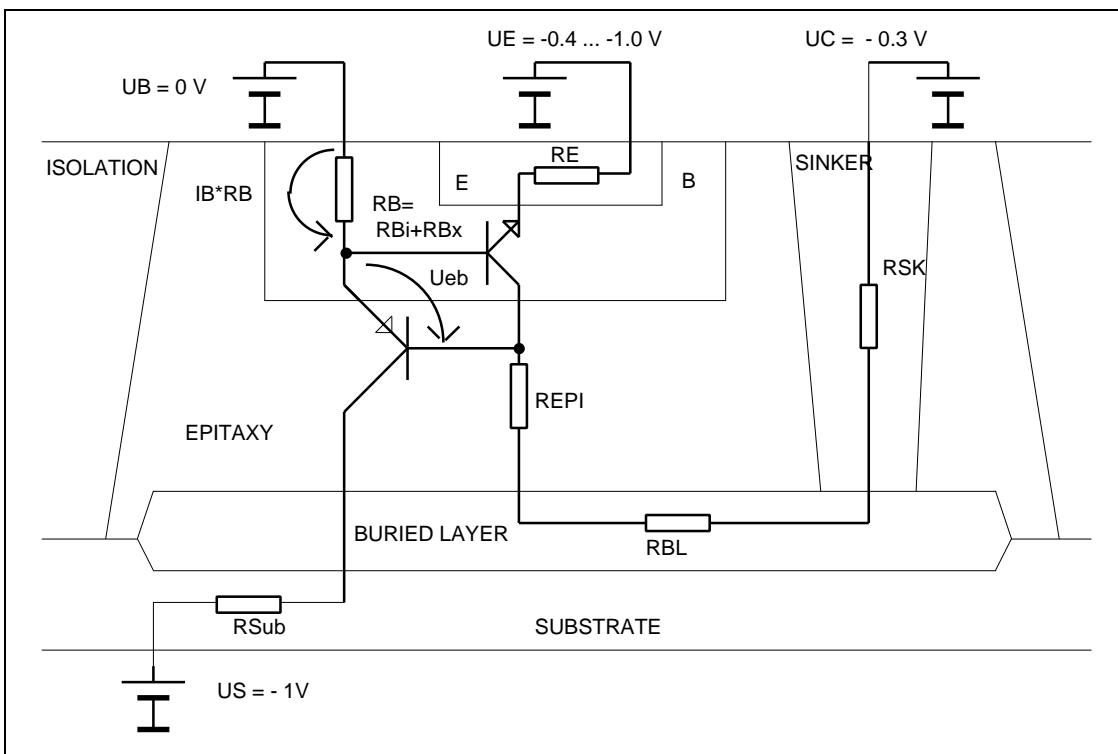 UE = -0.4 ... -1.0 V
UC = - 0.3 V
UB = 0 V
ISOLATION
RE
SINKER
E
B
IB*RB
RB=
RBi+RBx
Ueb
RSK
REPI
EPITAXY
BURIED LAYER
RBL
RSub
SUBSTRATE
US = - 1V